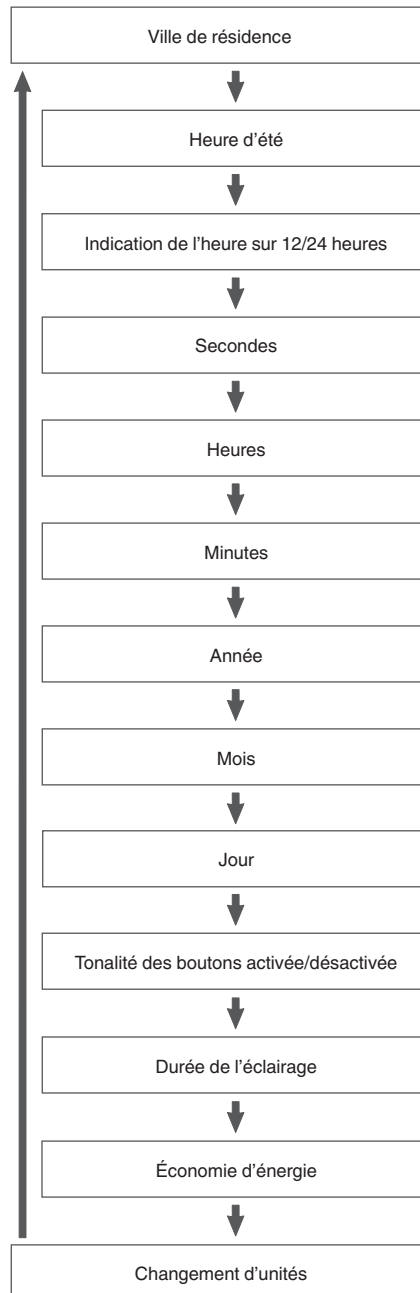 Ville de résidence
Heure d’été
Indication de l’heure sur 12/24 heures
Secondes
Heures
Minutes
Année
Mois
Jour
Tonalité des boutons activée/désactivée
Durée de l’éclairage
Économie d’énergie
Changement d’unités